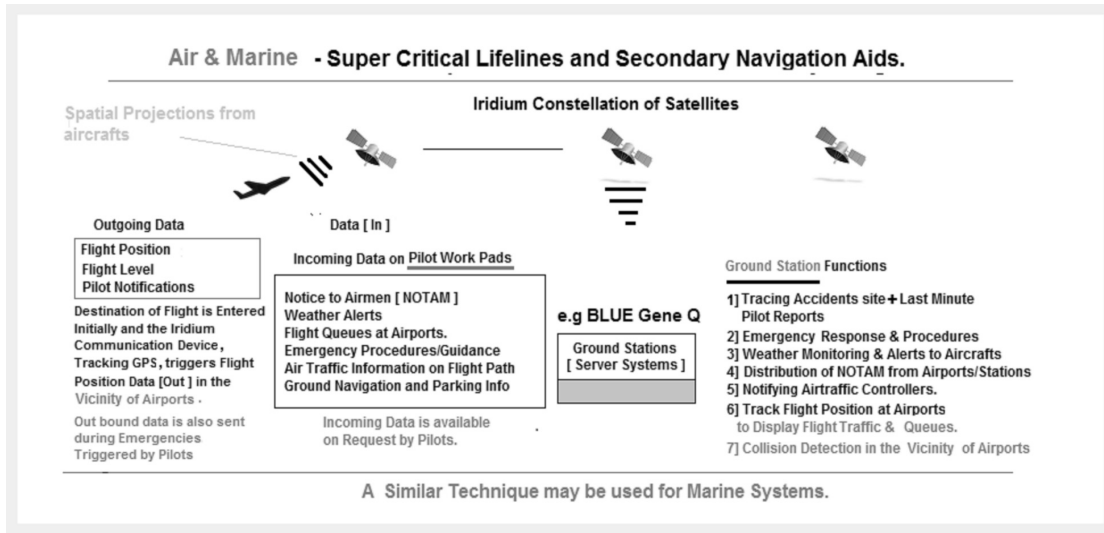 Air & Marine - Super Critical Lifelines and Secondary Navigation Aids.
Iridium Constellation of Satellites
Spatial Projections from
aircrafts
Outgoing Data
Flight Position
Flight Level
Pilot Notifications
Destination of Flight is Entered
Initially and the Iridium
Communication Device,
Tracking GPS, triggers Flight
Position Data [Out ] in the
Vicinity of Airports .
Out bound data is also sent
during Emergencies
Triggered by Pilots
Data [ In ]
Incoming Data on Pilot Work Pads
Notice to Airmen [ NOTAM ]
Weather Alerts
Flight Queues at Airports.
Emergency Procedures/Guidance
Air Traffic Information on Flight Path
Ground Navigation and Parking Info
Incoming Data is available
on Request by Pilots.
e.g BLUE Gene Q
Ground Stations
[ Server Systems ]
Ground Station Functions
1] Tracing Accidents site + Last Minute
Pilot Reports
2] Emergency Response & Procedures
3] Weather Monitoring & Alerts to Aircrafts
4] Distribution of NOTAM from Airports/Stations
5] Notifying Airtraffic Controllers.
6] Track Flight Position at Airports
to Display Flight Traffic & Queues.
7] Collision Detection in the Vicinity of Airports
A Similar Technique may be used for Marine Systems.